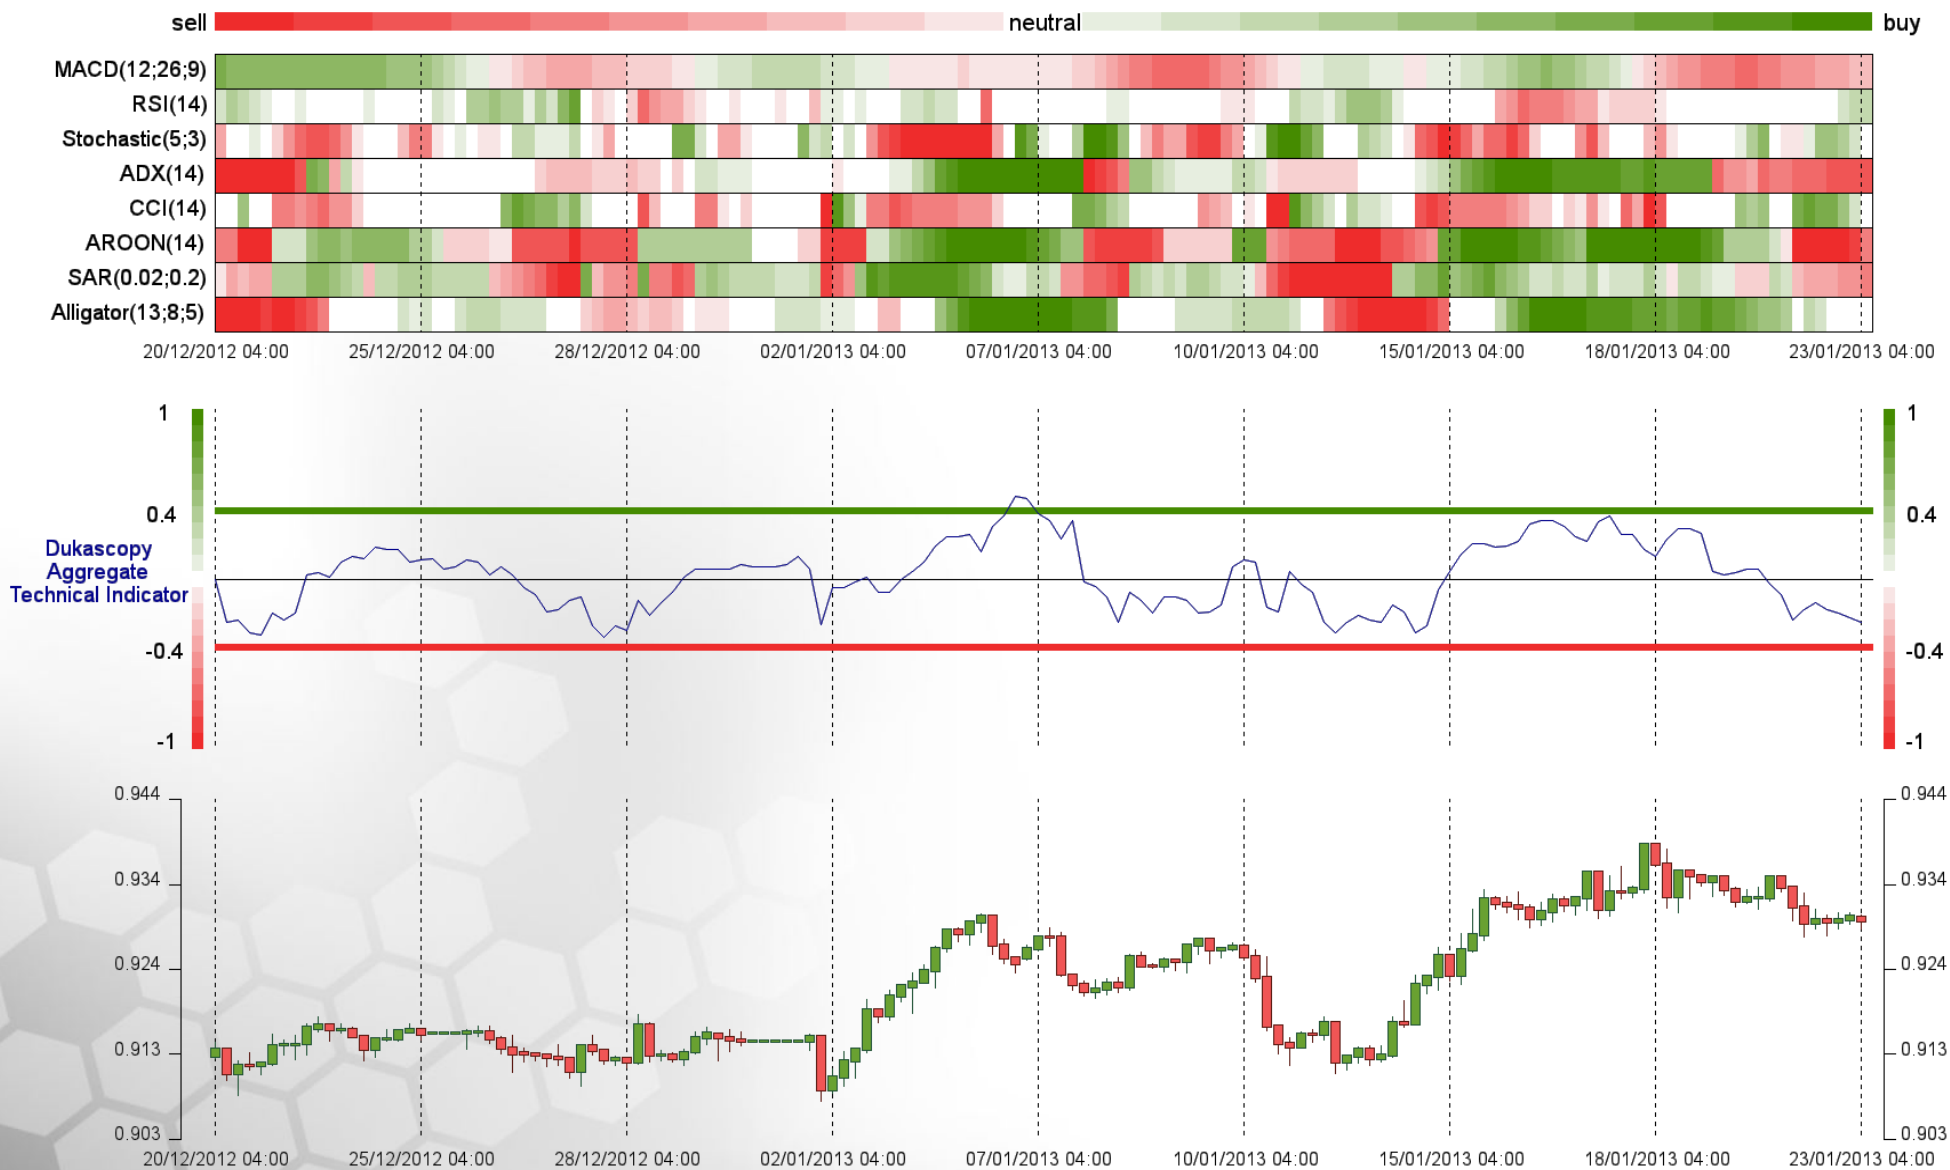 sell neutral buy
MACD(12;26;9)
RSI(14)
Stochastic(5;3)
ADX(14)
CCI(14)
AROON(14)
SAR(0.02;0.2)
Alligator(13;8;5)
20/12/2012 04:00 25/12/2012 04:00 28/12/2012 04:00 02/01/2013 04:00 07/01/2013 04:00 10/01/2013 04:00 15/01/2013 04:00 18/01/2013 04:00 23/01/2013 04:00
1 1
0.4 0.4
Dukascopy
Aggregate
Technical Indicator
-0.4 -0.4
-1 -1
0.944 0.944
0.934 0.934
0.924 0.924
0.913 0.913
0.903 0.903
20/12/2012 04:00 25/12/2012 04:00 28/12/2012 04:00 02/01/2013 04:00 07/01/2013 04:00 10/01/2013 04:00 15/01/2013 04:00 18/01/2013 04:00 23/01/2013 04:00